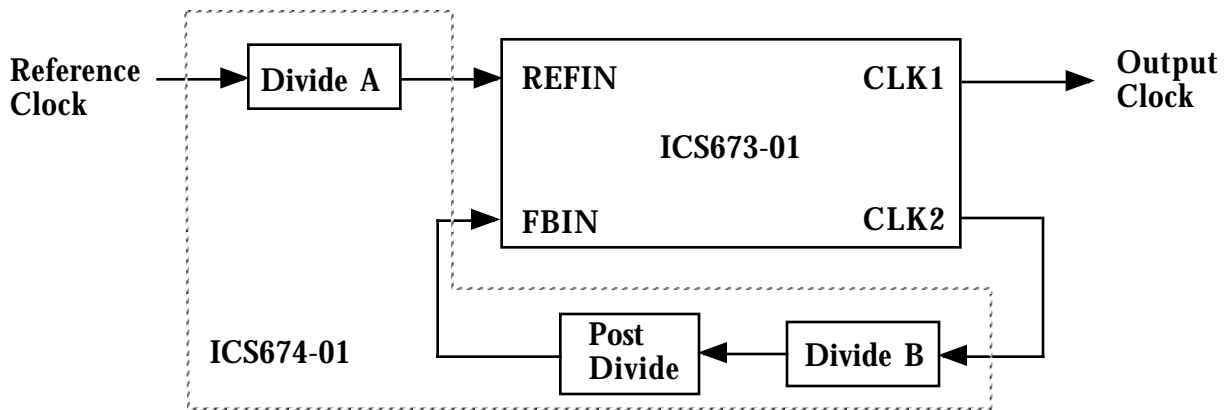 Reference
Clock
Divide A
REFIN
CLK1
Output
Clock
ICS673-01
FBIN
CLK2
ICS674-01
Post
Divide
Divide B